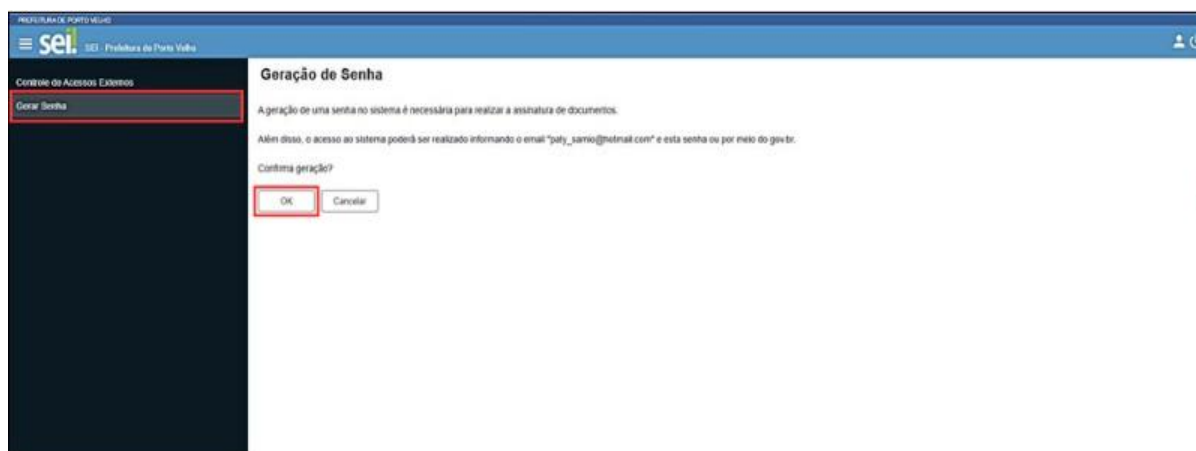 PREFEITURA DE PORTO VELHO
sei. SEI - Prefeitura de Porto Velho
Controle de Acessos Externos
Gerar Senha
Geração de Senha
A geração de uma senha no sistema é necessária para realizar a assinatura de documentos.
Além disso, o acesso ao sistema poderá ser realizado informando o email "paty_samio@hotmail.com" e esta senha ou por meio do gov.br.
Confirma geração?
OK Cancelar